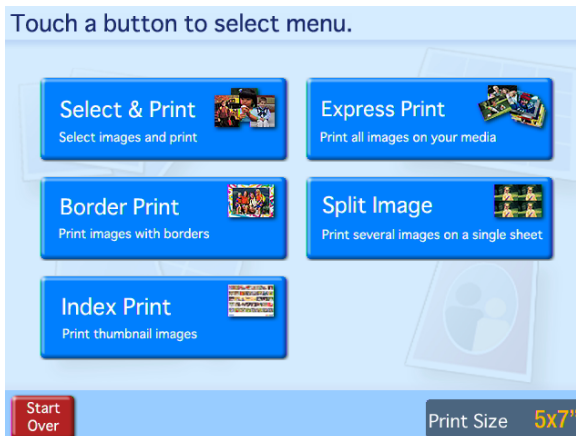 Touch a button to select menu.
Select & Print
Select images and print
Express Print
Print all images on your media
Border Print
Print images with borders
Split Image
Print several images on a single sheet
Index Print
Print thumbnail images
Start
Over
Print Size 5x7"